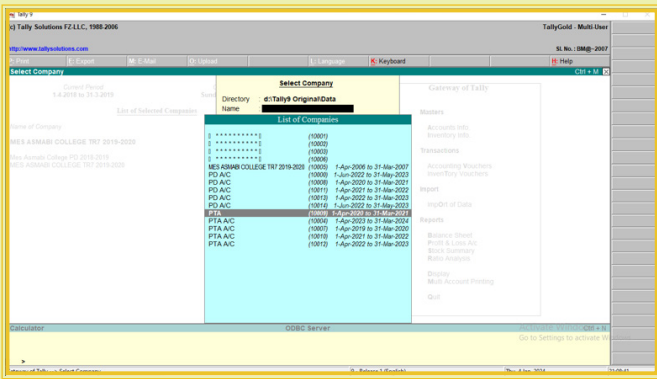 Tally 9
(c) Tally Solutions FZ-LLC, 1988-2006
TallyGold - Multi-User
http://www.tallysolutions.com
Sl. No. : BM@-2007
P: Print E: Export M: E-Mail O: Upload L: Language K: Keyboard H: Help
Select Company
Ctrl + M
Current Period
1-4-2018 to 31-3-2019
List of Selected Companies
Name of Company
MES ASMABI COLLEGE TR7 2019-2020
Mes Asmabi College PD 2018-2019
MES ASMABI COLLEGE TR7 2019-2020
Select Company
Directory : d:\Tally9 Original\Data
Name :
List of Companies
* * * * * * * * * * (10001)
* * * * * * * * * * (10002)
* * * * * * * * * * (10003)
* * * * * * * * * * (10006)
MES ASMABI COLLEGE TR7 2019-2020 (10005) 1-Apr-2006 to 31-Mar-2007
PD A/C (10000) 1-Jun-2022 to 31-May-2023
PD A/C (10008) 1-Apr-2020 to 31-Mar-2021
PD A/C (10011) 1-Apr-2021 to 31-Mar-2022
PD A/C (10013) 1-Apr-2022 to 31-Mar-2023
PD A/C (10014) 1-Jun-2022 to 31-May-2023
PTA (10009) 1-Apr-2020 to 31-Mar-2021
PTA A/C (10004) 1-Apr-2023 to 31-Mar-2024
PTA A/C (10007) 1-Apr-2019 to 31-Mar-2020
PTA A/C (10010) 1-Apr-2021 to 31-Mar-2022
PTA A/C (10012) 1-Apr-2022 to 31-Mar-2023
Gateway of Tally
Masters
Accounts Info.
Inventory Info.
Transactions
Accounting Vouchers
InvenTory Vouchers
Import
ImpOrt of Data
Reports
Balance Sheet
Profit & Loss A/c
Stock Summary
Ratio Analysis
Display
Multi Account Printing
Quit
Calculator
ODBC Server
Ctrl + N
Go to Settings to activate
>
Thu, 4 Jan, 2024